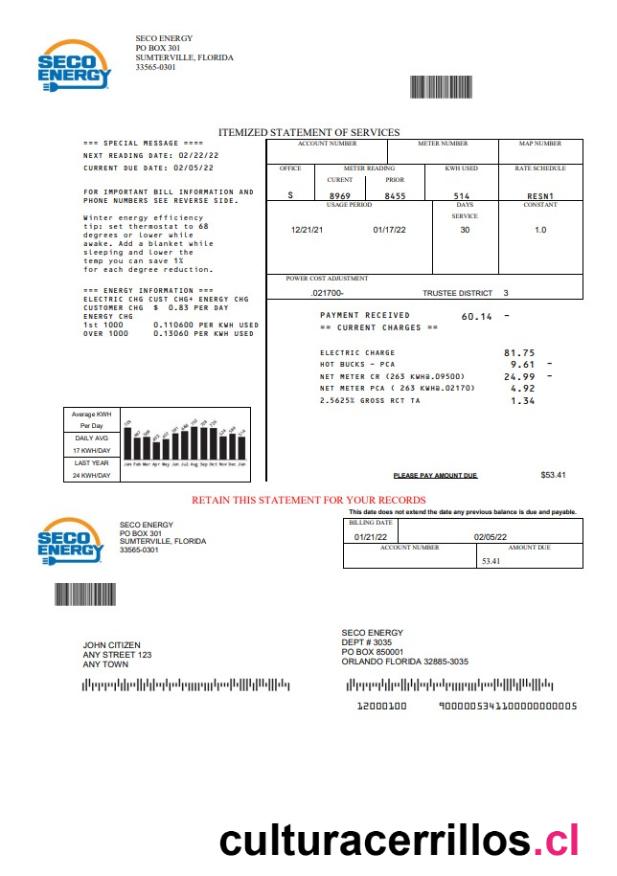 SECO
ENERGY
SECO ENERGY
PO BOX 301
SUMTERVILLE, FLORIDA
33565-0301
ITEMIZED STATEMENT OF SERVICES
=== SPECIAL MESSAGE ====
NEXT READING DATE: 02/22/22
CURRENT DUE DATE: 02/05/22
FOR IMPORTANT BILL INFORMATION AND
PHONE NUMBERS SEE REVERSE SIDE.
Winter energy efficiency
tip: set thermostat to 68
degrees or lower while
awake. Add a blanket while
sleeping and lower the
temp you can save 1%
for each degree reduction.
=== ENERGY INFORMATION ===
ELECTRIC CHG CUST CHG+ ENERGY CHG
CUSTOMER CHG $ 0.83 PER DAY
ENERGY CHG
1st 1000 0.110600 PER KWH USED
OVER 1000 0.13060 PER KWH USED
ACCOUNT NUMBER METER NUMBER MAP NUMBER
OFFICE METER READING KWH USED RATE SCHEDULE
CURENT PRIOR
S 8969 8455 514 RESN1
USAGE PERIOD DAYS CONSTANT
SERVICE
12/21/21 01/17/22 30 1.0
POWER COST ADJUSTMENT
.021700- TRUSTEE DISTRICT 3
PAYMENT RECEIVED 60.14 -
== CURRENT CHARGES ==
ELECTRIC CHARGE 81.75
HOT BUCKS - PCA 9.61 -
NET METER CR (263 KWH@.09500) 24.99 -
NET METER PCA ( 263 KWH@.02170) 4.92
2.5625% GROSS RCT TA 1.34
Average KWH
Per Day
DAILY AVG
17 KWH/DAY
LAST YEAR
24 KWH/DAY
Jan Feb Mar Apr May Jun Jul Aug Sep Oct Nov Dec Jan
PLEASE PAY AMOUNT DUE $53.41
RETAIN THIS STATEMENT FOR YOUR RECORDS
This date does not extend the date any previous balance is due and payable.
SECO
ENERGY
SECO ENERGY
PO BOX 301
SUMTERVILLE, FLORIDA
33565-0301
BILLING DATE
01/21/22 02/05/22
ACCOUNT NUMBER AMOUNT DUE
53.41
JOHN CITIZEN
ANY STREET 123
ANY TOWN
SECO ENERGY
DEPT # 3035
PO BOX 850001
ORLANDO FLORIDA 32885-3035
12000100 9000005341100000000005
culturacerrillos.cl